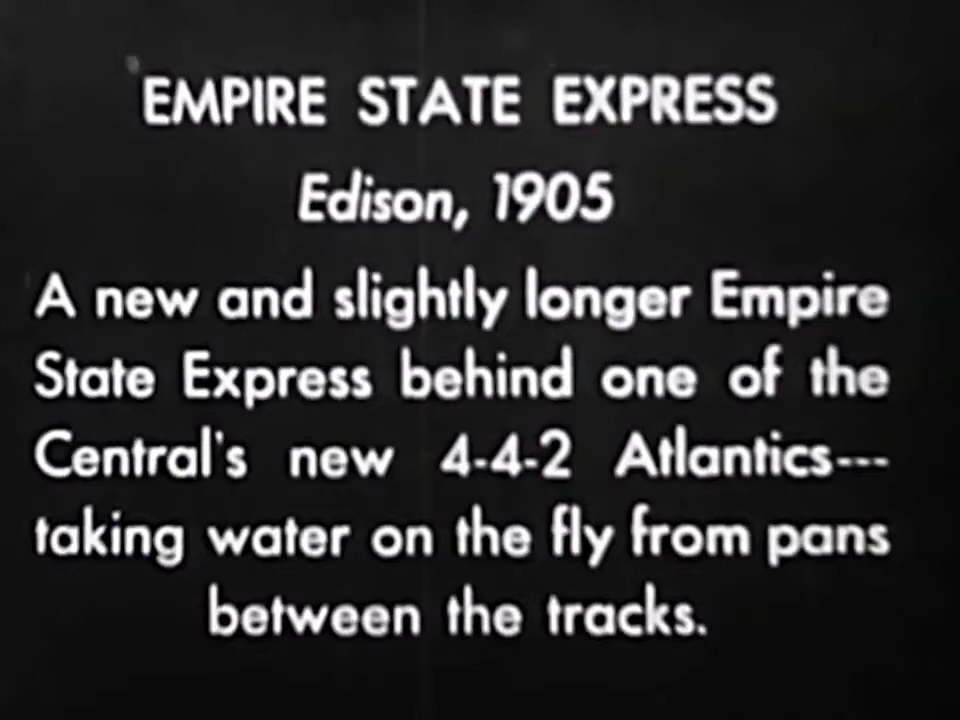 EMPIRE STATE EXPRESS
Edison, 1905
A new and slightly longer Empire
State Express behind one of the
Central's new 4-4-2 Atlantics---
taking water on the fly from pans
between the tracks.